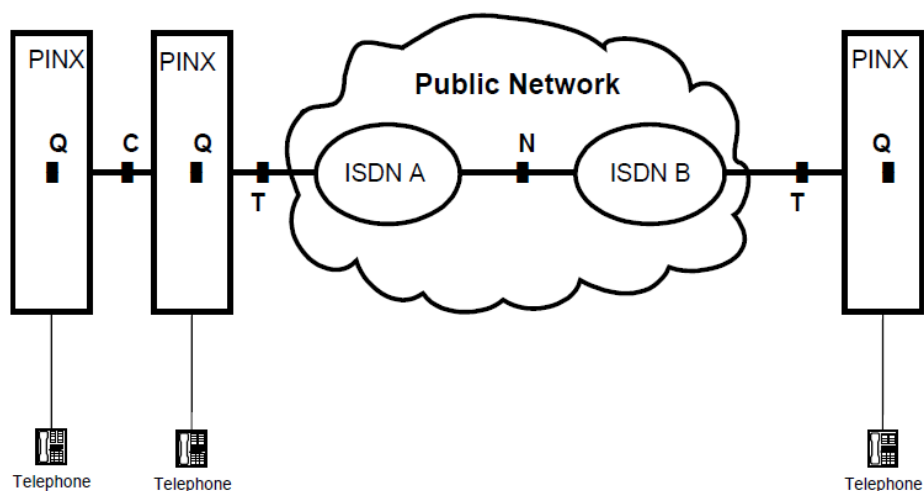 PINX
PINX
PINX
Public Network
Q
C
Q
N
Q
ISDN A
ISDN B
T
T
Telephone
Telephone
Telephone